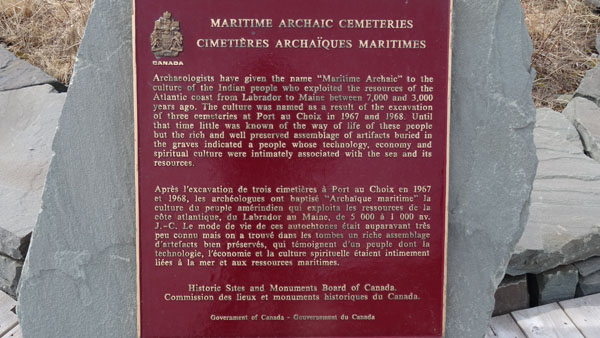 CANADA
MARITIME ARCHAIC CEMETERIES
CIMETIÈRES ARCHAÏQUES MARITIMES
Archaeologists have given the name "Maritime Archaic" to the
culture of the Indian people who exploited the resources of the
Atlantic coast from Labrador to Maine between 7,000 and 3,000
years ago. The culture was named as a result of the excavation
of three cemeteries at Port au Choix in 1967 and 1968. Until
that time little was known of the way of life of these people
but the rich and well preserved assemblage of artifacts buried in
the graves indicated a people whose technology, economy and
spiritual culture were intimately associated with the sea and its
resources.
Après l'excavation de trois cimetières à Port au Choix en 1967
et 1968, les archéologues ont baptisé "Archaïque maritime" la
culture du peuple amérindien qui exploita les ressources de la
côte atlantique, du Labrador au Maine, de 5 000 à 1 000 av.
J.-C. Le mode de vie de ces autochtones était auparavant très
peu connu mais on a trouvé dans les tombes un riche assemblage
d'artefacts bien préservés, qui témoignent d'un peuple dont la
technologie, l'économie et la culture spirituelle étaient intimement
liées à la mer et aux ressources maritimes.
Historic Sites and Monuments Board of Canada.
Commission des lieux et monuments historiques du Canada.
Government of Canada - Gouvernement du Canada